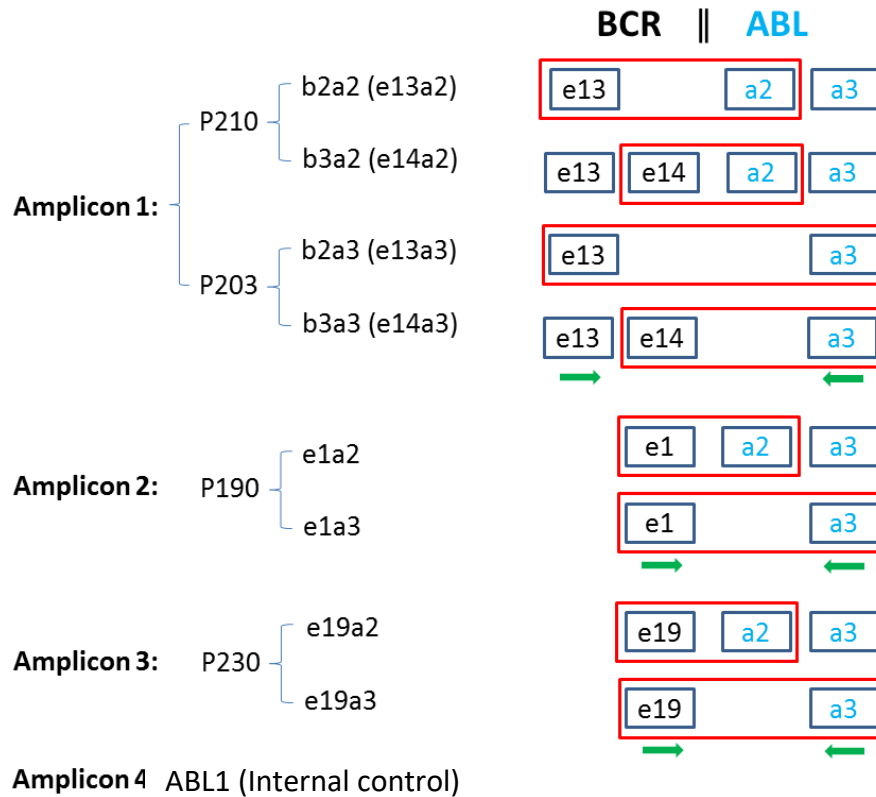 BCR ‖ ABL
b2a2 (e13a2) e13 a2 a3
P210
b3a2 (e14a2) e13 e14 a2 a3
Amplicon 1:
b2a3 (e13a3) e13 a3
P203
b3a3 (e14a3) e13 e14 a3
e1a2 e1 a2 a3
Amplicon 2: P190
e1a3 e1 a3
e19a2 e19 a2 a3
Amplicon 3: P230
e19a3 e19 a3
Amplicon 4 ABL1 (Internal control)